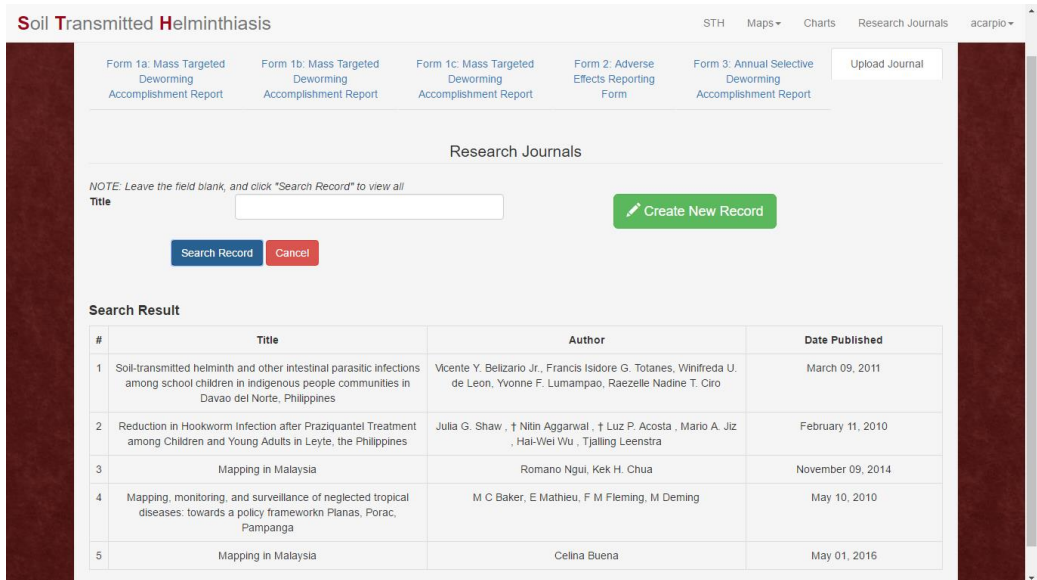 Soil Transmitted Helminthiasis
STH Maps Charts Research Journals acarpio
Form 1a: Mass Targeted
Deworming
Accomplishment Report
Form 1b: Mass Targeted
Deworming
Accomplishment Report
Form 1c: Mass Targeted
Deworming
Accomplishment Report
Form 2: Adverse
Effects Reporting
Form
Form 3: Annual Selective
Deworming
Accomplishment Report
Upload Journal
Research Journals
NOTE: Leave the field blank, and click "Search Record" to view all
Title
Create New Record
Search Record Cancel
Search Result
# Title Author Date Published
1 Soil-transmitted helminth and other intestinal parasitic infections
among school children in indigenous people communities in
Davao del Norte, Philippines
Vicente Y. Belizario Jr., Francis Isidore G. Totanes, Winifreda U.
de Leon, Yvonne F. Lumampao, Raezelle Nadine T. Ciro
March 09, 2011
2 Reduction in Hookworm Infection after Praziquantel Treatment
among Children and Young Adults in Leyte, the Philippines
Julia G. Shaw , † Nitin Aggarwal , † Luz P. Acosta , Mario A. Jiz
, Hai-Wei Wu , Tjalling Leenstra
February 11, 2010
3 Mapping in Malaysia Romano Ngui, Kek H. Chua November 09, 2014
4 Mapping, monitoring, and surveillance of neglected tropical
diseases: towards a policy frameworkn Planas, Porac,
Pampanga
M C Baker, E Mathieu, F M Fleming, M Deming
May 10, 2010
5 Mapping in Malaysia Celina Buena May 01, 2016